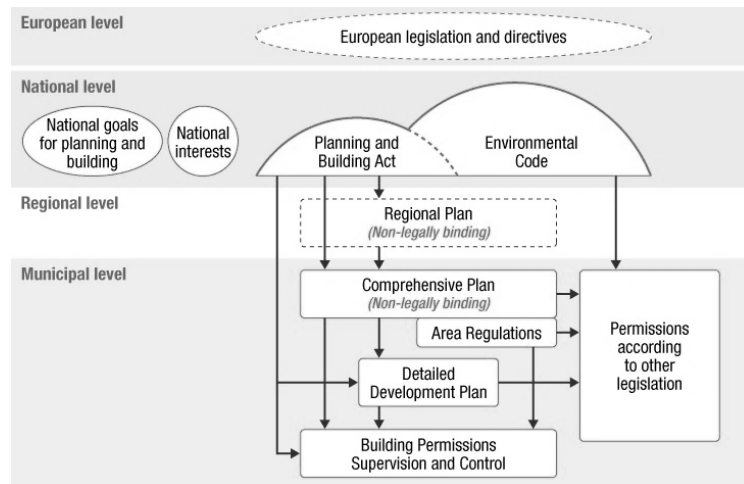 European level
European legislation and directives
National level
National goals
for planning and
building
National
interests
Planning and
Building Act
Environmental
Code
Regional level
Regional Plan
(Non-legally binding)
Municipal level
Comprehensive Plan
(Non-legally binding)
Area Regulations
Permissions
according
to other
legislation
Detailed
Development Plan
Building Permissions
Supervision and Control